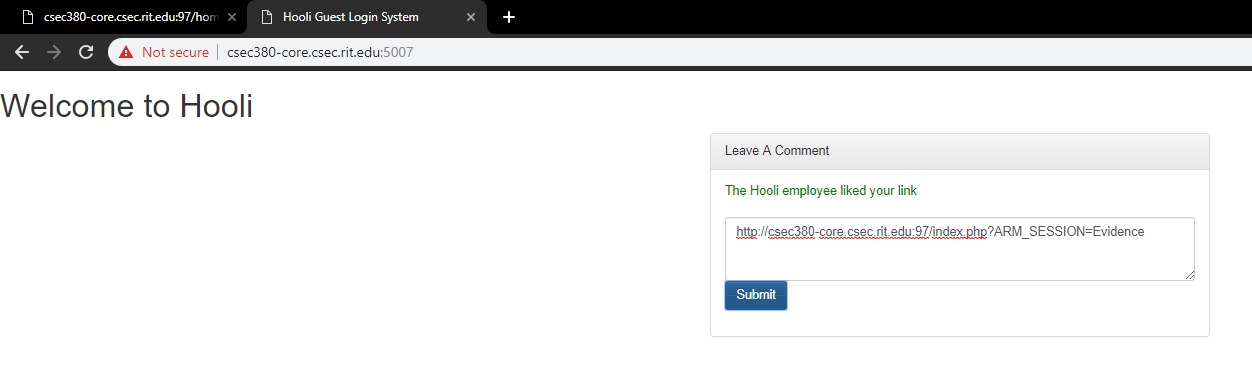 csec380-core.csec.rit.edu:97/hom
Hooli Guest Login System
Not secure
csec380-core.csec.rit.edu:5007
Welcome to Hooli
Leave A Comment
The Hooli employee liked your link
http://csec380-core.csec.rit.edu:97/index.php?ARM_SESSION=Evidence
Submit